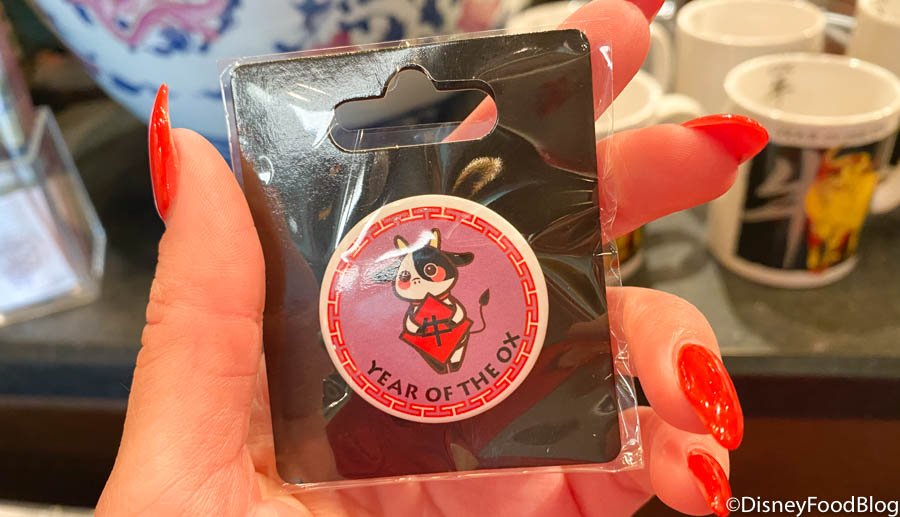 牛
YEAR OF THE OX
©DisneyFoodBlog